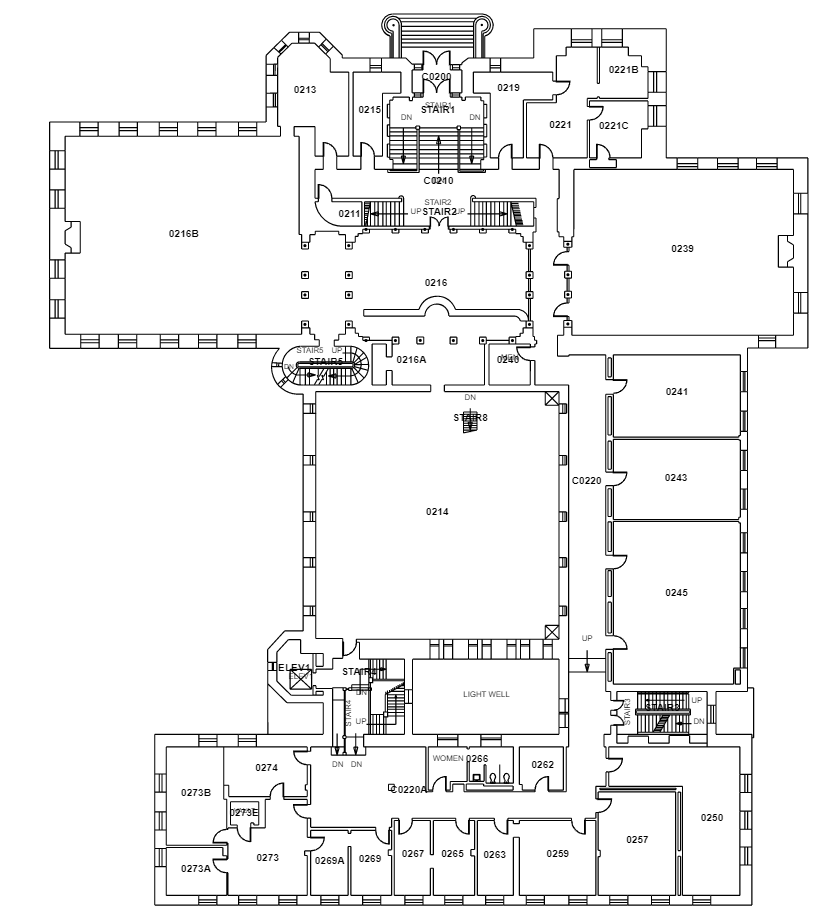 0221B
C0200
0213
0219
0215
STAIR1
STAIR1
DN
DN
0221
0221C
C0210
STAIR2
0211
UP
STAIR2
UP
0216B
0239
0216
STAIR5
UP
0216A
0240
DN
STAIR5
0241
DN
STAIR8
0243
C0220
0214
0245
UP
ELEV1
STAIR4
DN
LIGHT WELL
UP
STAIR4
UP
STAIR3
DN
WOMEN
0266
DN
DN
0262
0274
0273B
C0220A
0273E
0250
0257
0273
0269A
0269
0267
0265
0263
0259
0273A